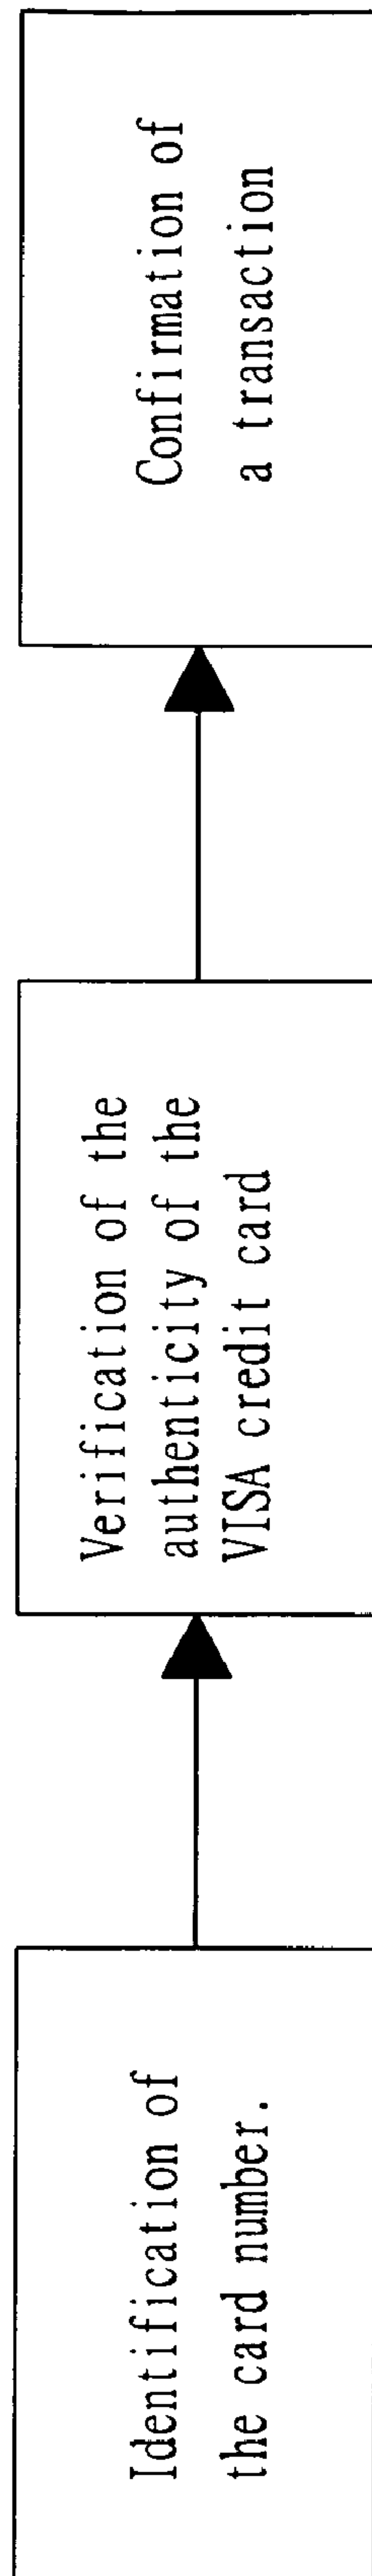 Identification of
the card number.
Verification of the
authenticity of the
VISA credit card
Confirmation of
a transaction